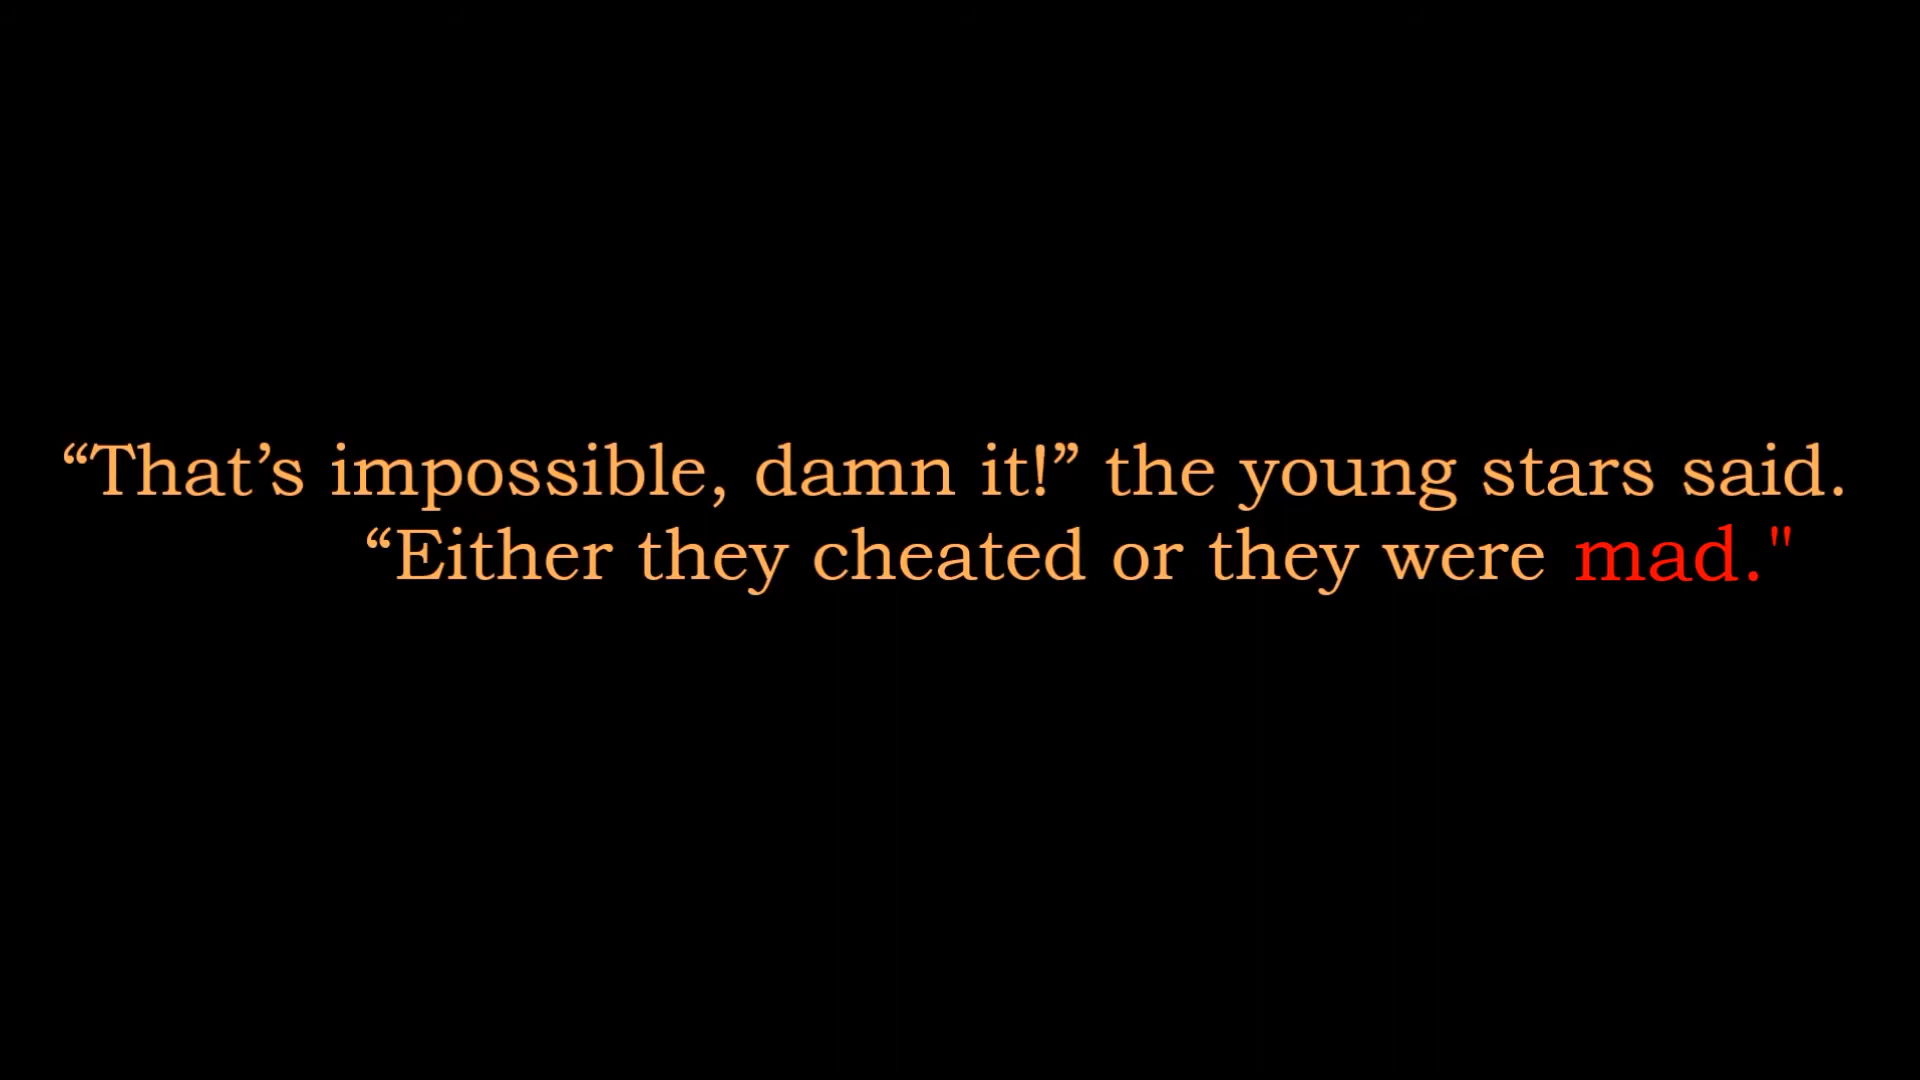 “That’s impossible, damn it!” the young stars said.
“Either they cheated or they were mad."